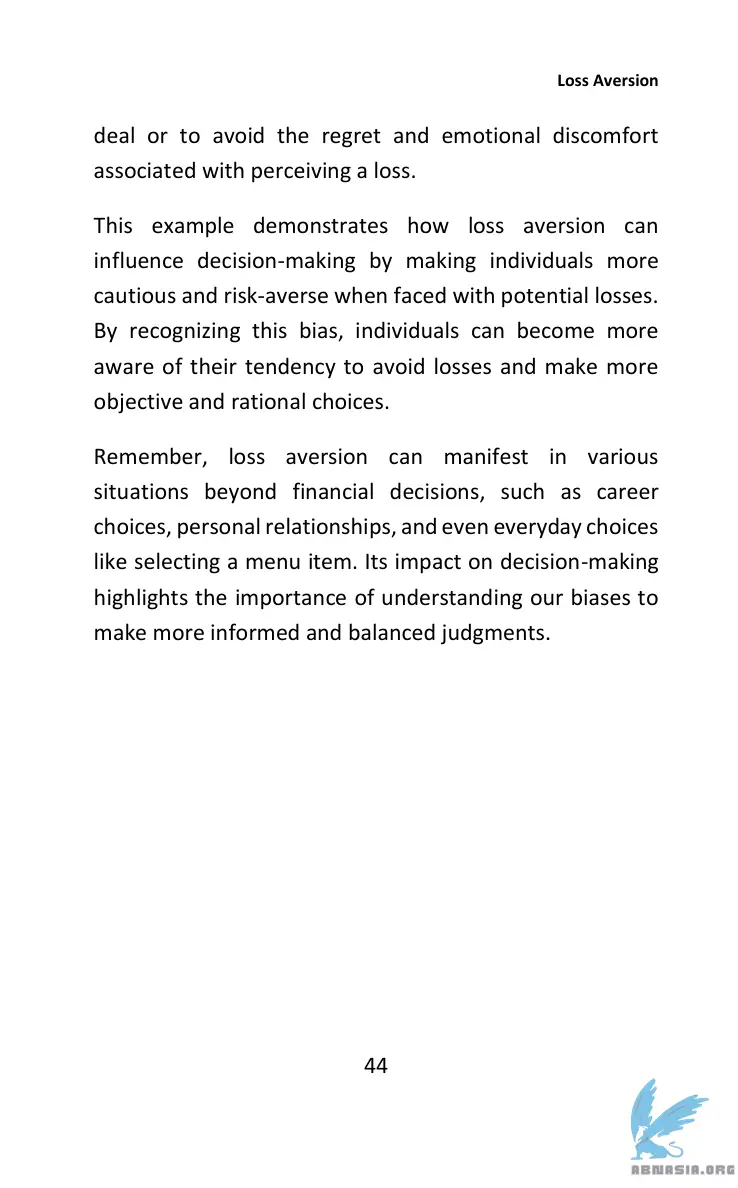 Loss Aversion
deal or to avoid the regret and emotional discomfort
associated with perceiving a loss.
This example demonstrates how loss aversion can
influence decision-making by making individuals more
cautious and risk-averse when faced with potential losses.
By recognizing this bias, individuals can become more
aware of their tendency to avoid losses and make more
objective and rational choices.
Remember, loss aversion can manifest in various
situations beyond financial decisions, such as career
choices, personal relationships, and even everyday choices
like selecting a menu item. Its impact on decision-making
highlights the importance of understanding our biases to
make more informed and balanced judgments.
44
ABNASIA.ORG